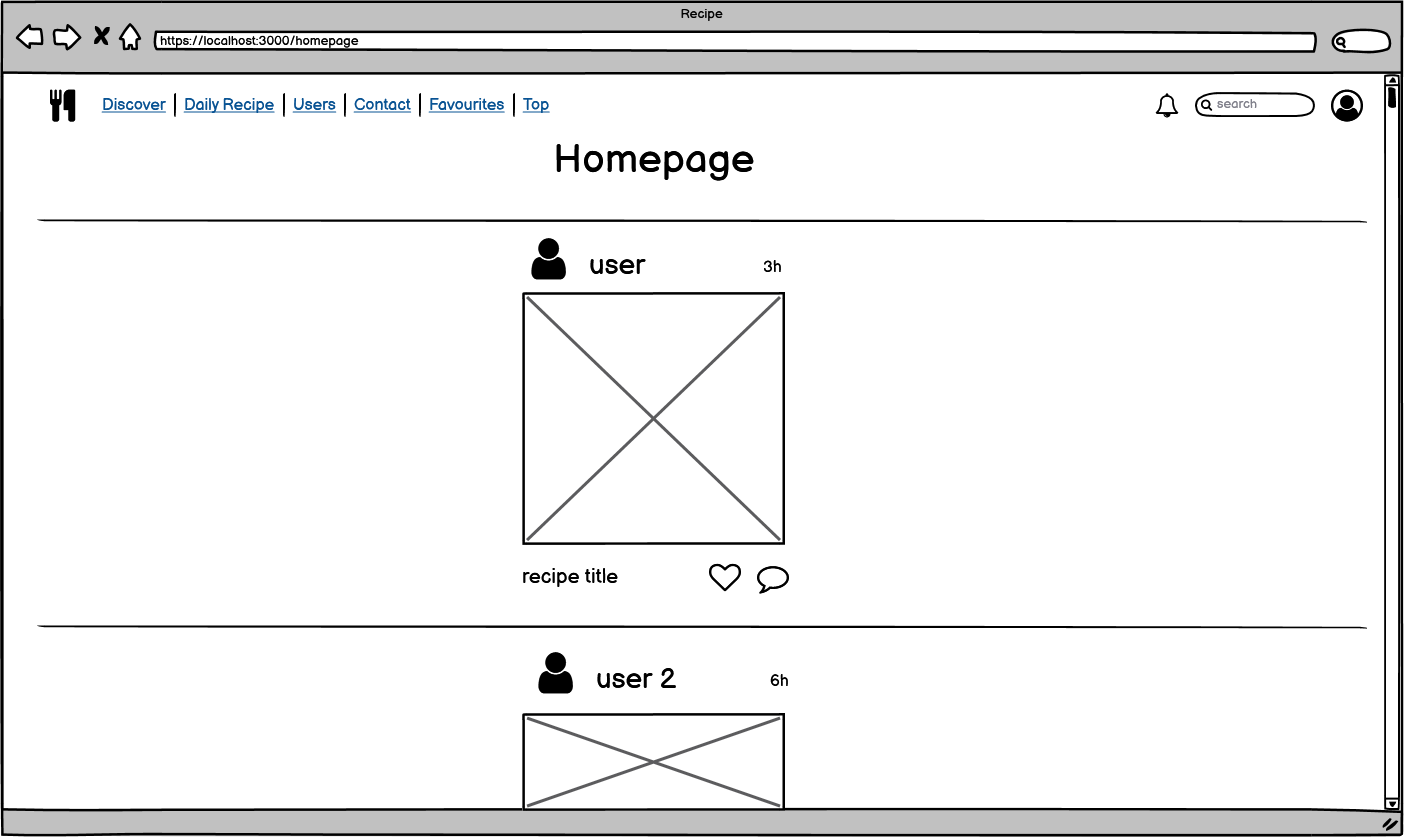 Recipe
https://localhost:3000/homepage
Discover | Daily Recipe | Users | Contact | Favourites | Top
search
Homepage
user 3h
recipe title
user 2 6h